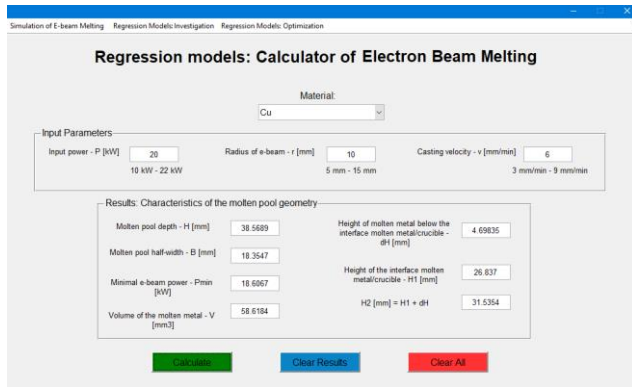 Simulation of E-beam Melting Regression Models: Investigation Regression Models: Optimization
Regression models: Calculator of Electron Beam Melting
Material:
Cu
Input Parameters
Input power - P [kW] 20 Radius of e-beam - r [mm] 10 Casting velocity - v [mm/min] 6
10 kW - 22 kW 5 mm - 15 mm 3 mm/min - 9 mm/min
Results: Characteristics of the molten pool geometry
Molten pool depth - H [mm] 38.5689
Molten pool half-width - B [mm] 18.3547
Minimal e-beam power - Pmin
[kW] 18.6067
Volume of the molten metal - V
[mm3] 58.6184
Height of molten metal below the
interface molten metal/crucible -
dH [mm] 4.69835
Height of the interface molten
metal/crucible - H1 [mm] 26.837
H2 [mm] = H1 + dH 31.5354
Calculate Clear Results Clear All